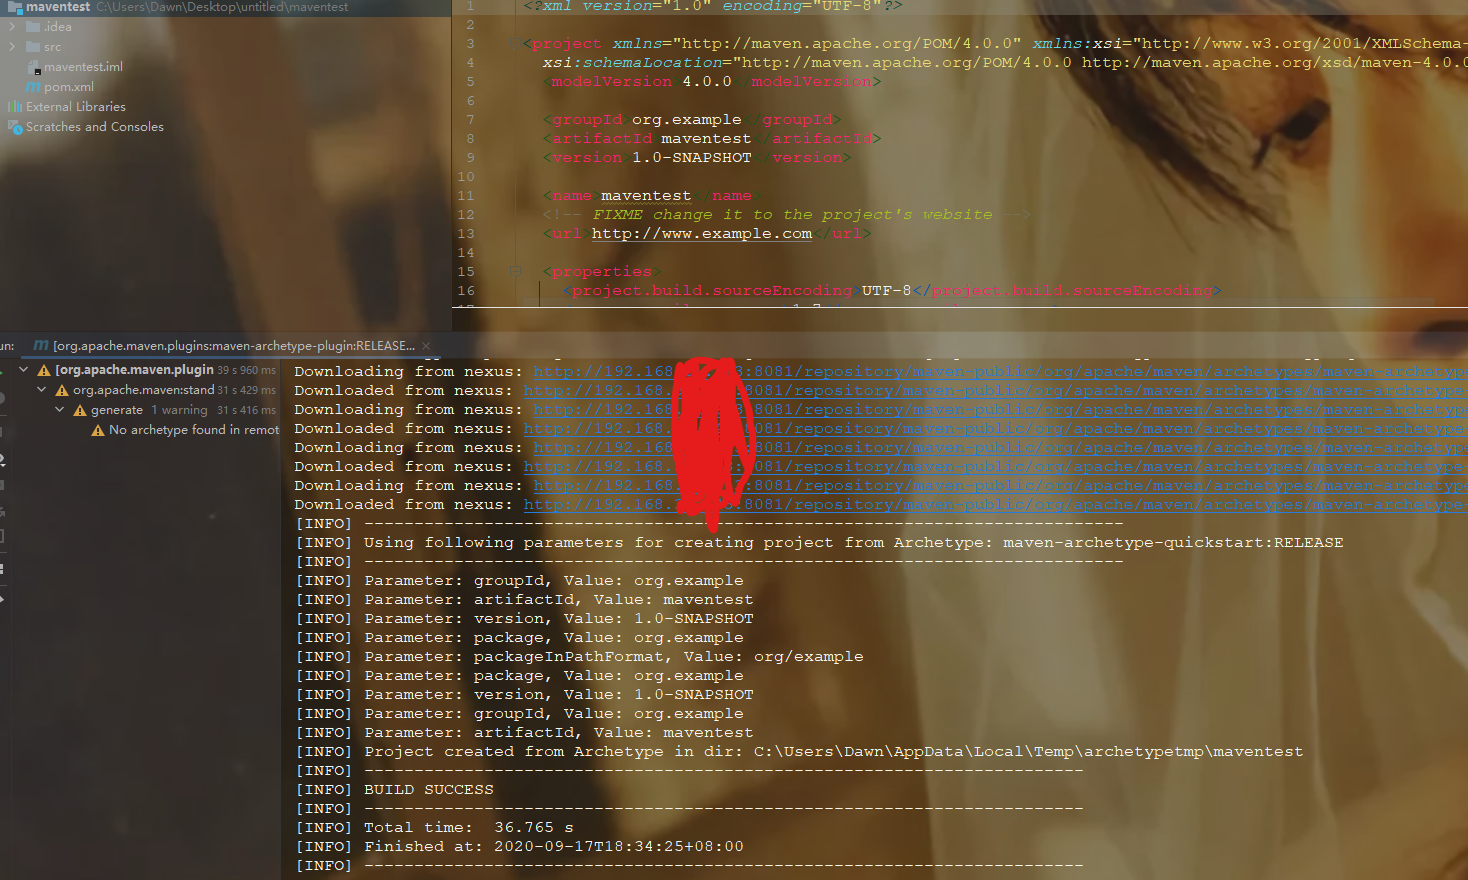 maventest C:\Users\Dawn\Desktop\untitled\maventest
.idea
src
maventest.iml
pom.xml
External Libraries
Scratches and Consoles
1 <?xml version="1.0" encoding="UTF-8"?>
2
3 <project xmlns="http://maven.apache.org/POM/4.0.0" xmlns:xsi="http://www.w3.org/2001/XMLSchema-
4 xsi:schemaLocation="http://maven.apache.org/POM/4.0.0 http://maven.apache.org/xsd/maven-4.0.0
5 <modelVersion>4.0.0</modelVersion>
6
7 <groupId>org.example</groupId>
8 <artifactId>maventest</artifactId>
9 <version>1.0-SNAPSHOT</version>
10
11 <name>maventest</name>
12 <!-- FIXME change it to the project's website -->
13 <url>http://www.example.com</url>
14
15 <properties>
16 <project.build.sourceEncoding>UTF-8</project.build.sourceEncoding>
un: [org.apache.maven.plugins:maven-archetype-plugin:RELEASE...
[org.apache.maven.plugin 39 s 960 ms
org.apache.maven:stand 31 s 429 ms
generate 1 warning 31 s 416 ms
No archetype found in remot
Downloading from nexus: http://192.168. 3:8081/repository/maven-public/org/apache/maven/archetypes/maven-archetype
Downloaded from nexus: http://192.168. 3:8081/repository/maven-public/org/apache/maven/archetypes/maven-archetype-
Downloading from nexus: http://192.168. :8081/repository/maven-public/org/apache/maven/archetypes/maven-archetype
Downloaded from nexus: http://192.168. :8081/repository/maven-public/org/apache/maven/archetypes/maven-archetype-
Downloading from nexus: http://192.168. :8081/repository/maven-public/org/apache/maven/archetypes/maven-archetype
Downloaded from nexus: http://192.168. :8081/repository/maven-public/org/apache/maven/archetypes/maven-archetype-
Downloading from nexus: http://192.168. :8081/repository/maven-public/org/apache/maven/archetypes/maven-archetype
Downloaded from nexus: http://192.168. 3:8081/repository/maven-public/org/apache/maven/archetypes/maven-archetype-
[INFO] ----------------------------------------------------------------------------
[INFO] Using following parameters for creating project from Archetype: maven-archetype-quickstart:RELEASE
[INFO] ----------------------------------------------------------------------------
[INFO] Parameter: groupId, Value: org.example
[INFO] Parameter: artifactId, Value: maventest
[INFO] Parameter: version, Value: 1.0-SNAPSHOT
[INFO] Parameter: package, Value: org.example
[INFO] Parameter: packageInPathFormat, Value: org/example
[INFO] Parameter: package, Value: org.example
[INFO] Parameter: version, Value: 1.0-SNAPSHOT
[INFO] Parameter: groupId, Value: org.example
[INFO] Parameter: artifactId, Value: maventest
[INFO] Project created from Archetype in dir: C:\Users\Dawn\AppData\Local\Temp\archetypetmp\maventest
[INFO] ------------------------------------------------------------------------
[INFO] BUILD SUCCESS
[INFO] ------------------------------------------------------------------------
[INFO] Total time:  36.765 s
[INFO] Finished at: 2020-09-17T18:34:25+08:00
[INFO] ------------------------------------------------------------------------